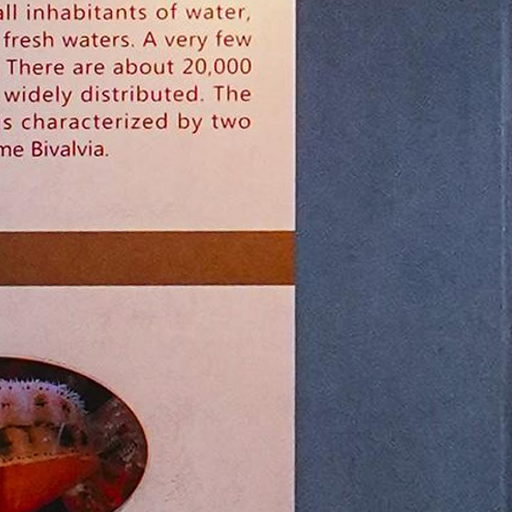 all inhabitants of water,
fresh waters. A very few
There are about 20,000
widely distributed. The
s characterized by two
me Bivalvia.